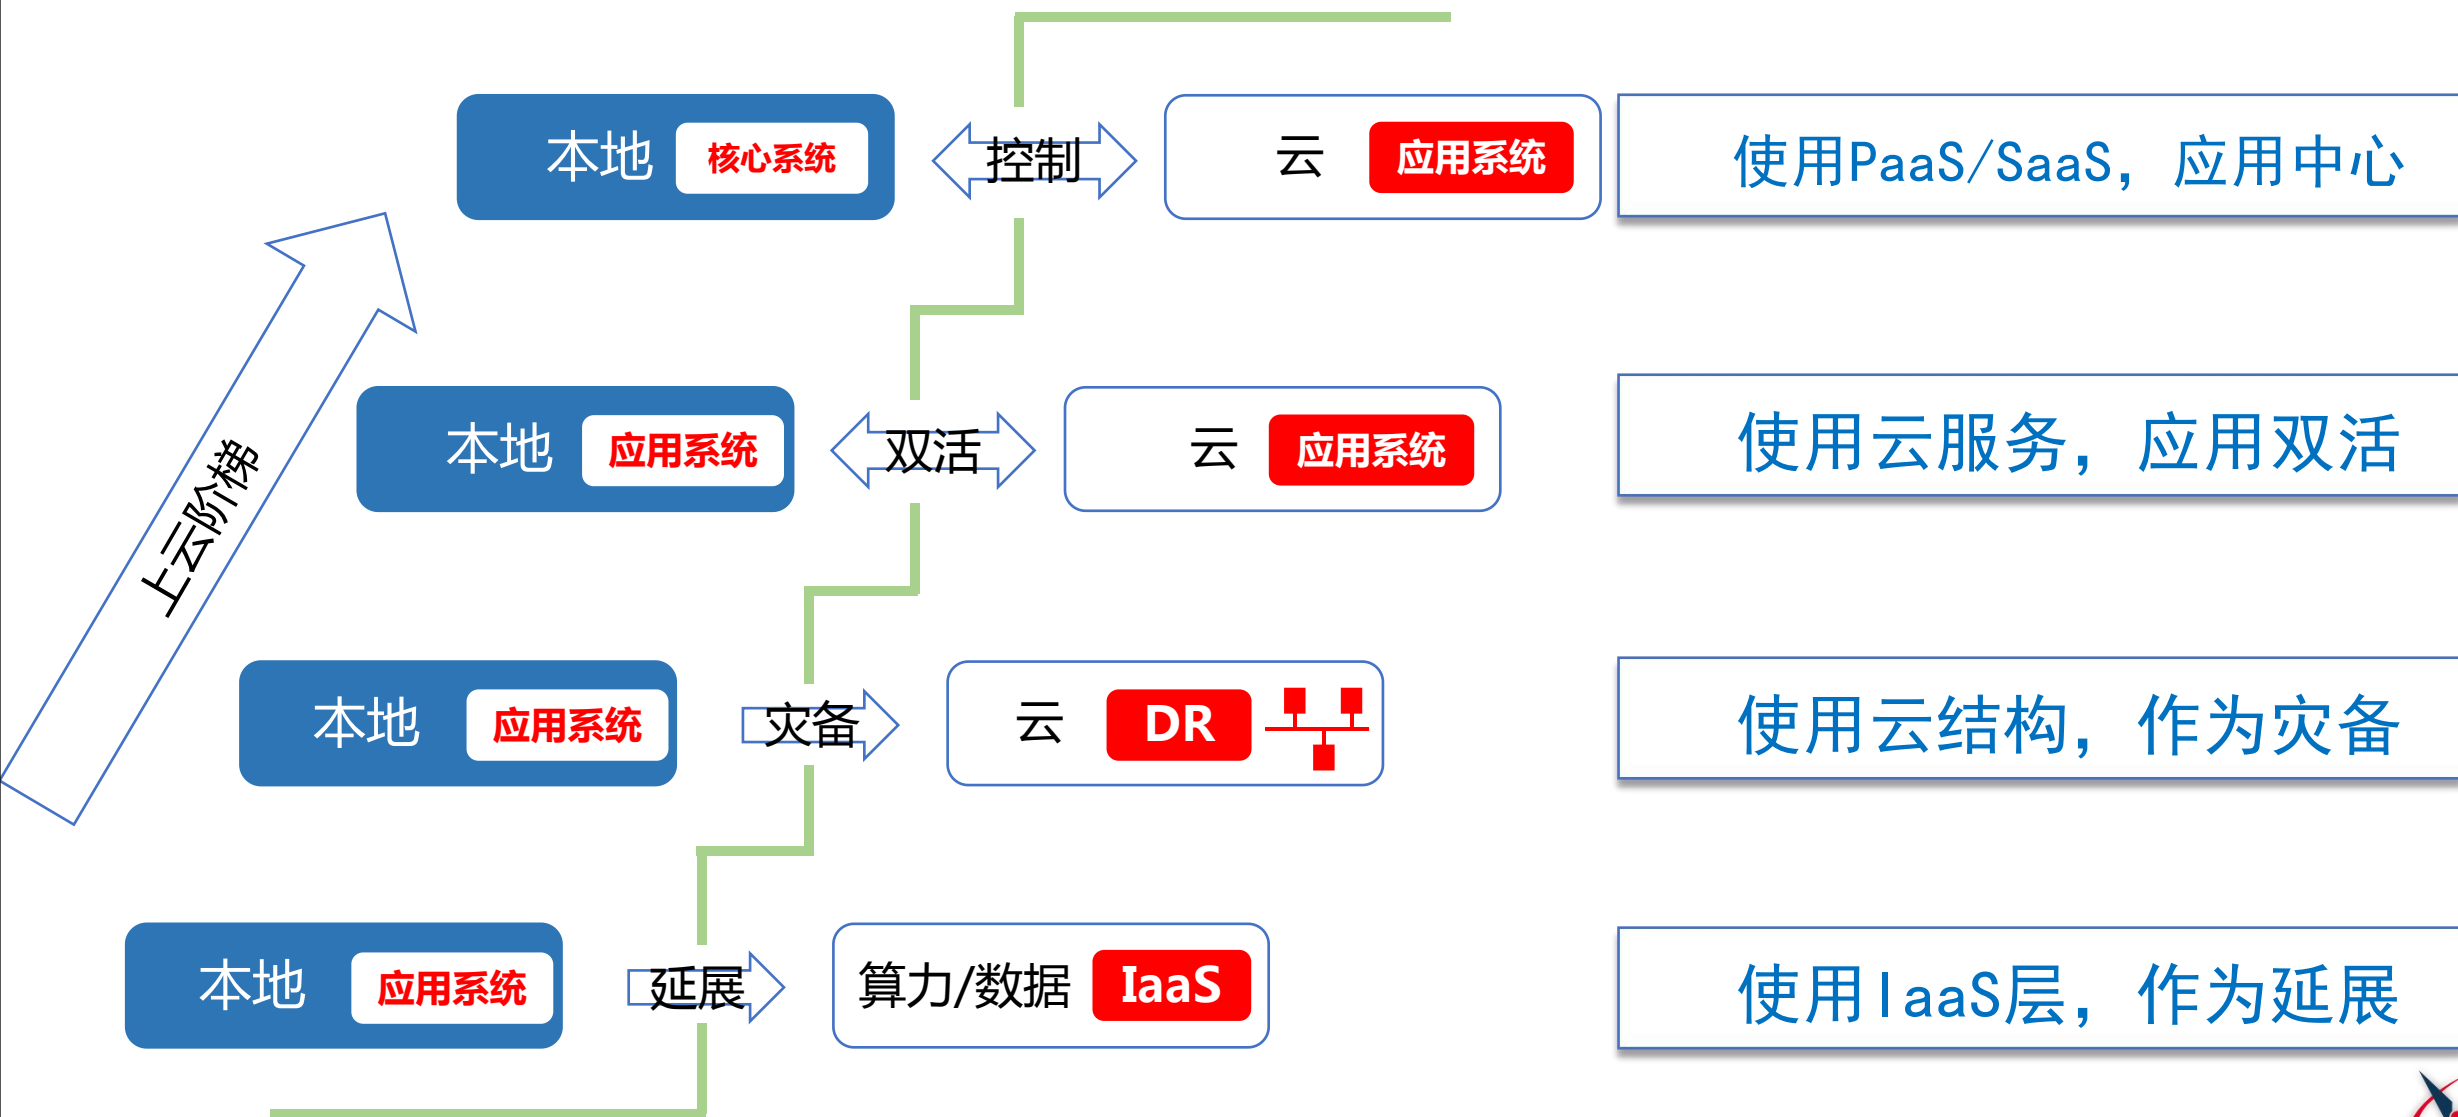 本地 核心系统 控制 云 应用系统 使用PaaS/SaaS，应用中心
本地 应用系统 双活 云 应用系统 使用云服务，应用双活
上云阶梯
本地 应用系统 灾备 云 DR 使用云结构，作为灾备
本地 应用系统 延展 算力/数据 IaaS 使用IaaS层，作为延展